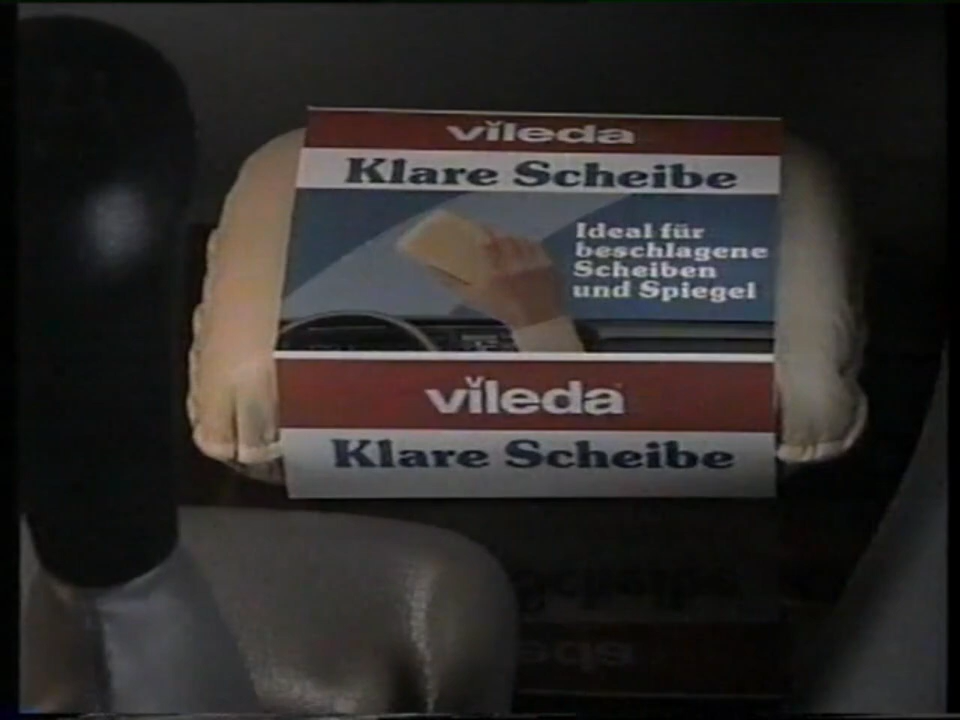 vileda
Klare Scheibe
Ideal für
beschlagene
Scheiben
und Spiegel
vileda
Klare Scheibe